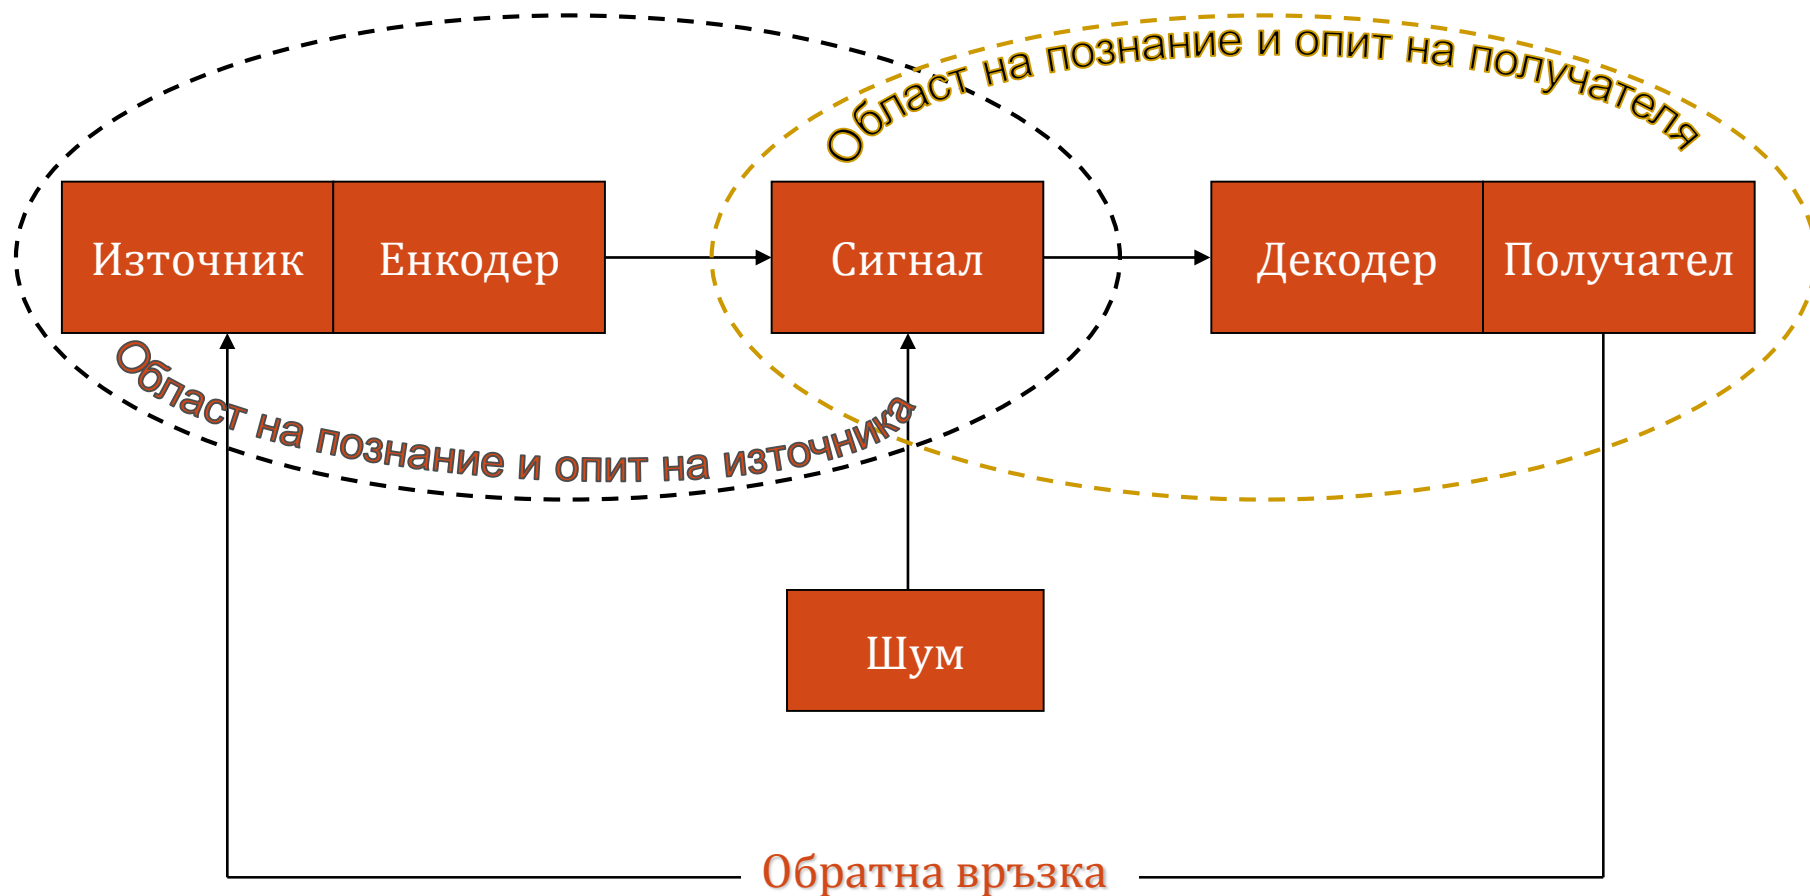 Област на познание и опит на получателя
Източник
Енкодер
Сигнал
Декодер
Получател
Област на познание и опит на източника
Шум
Обратна връзка